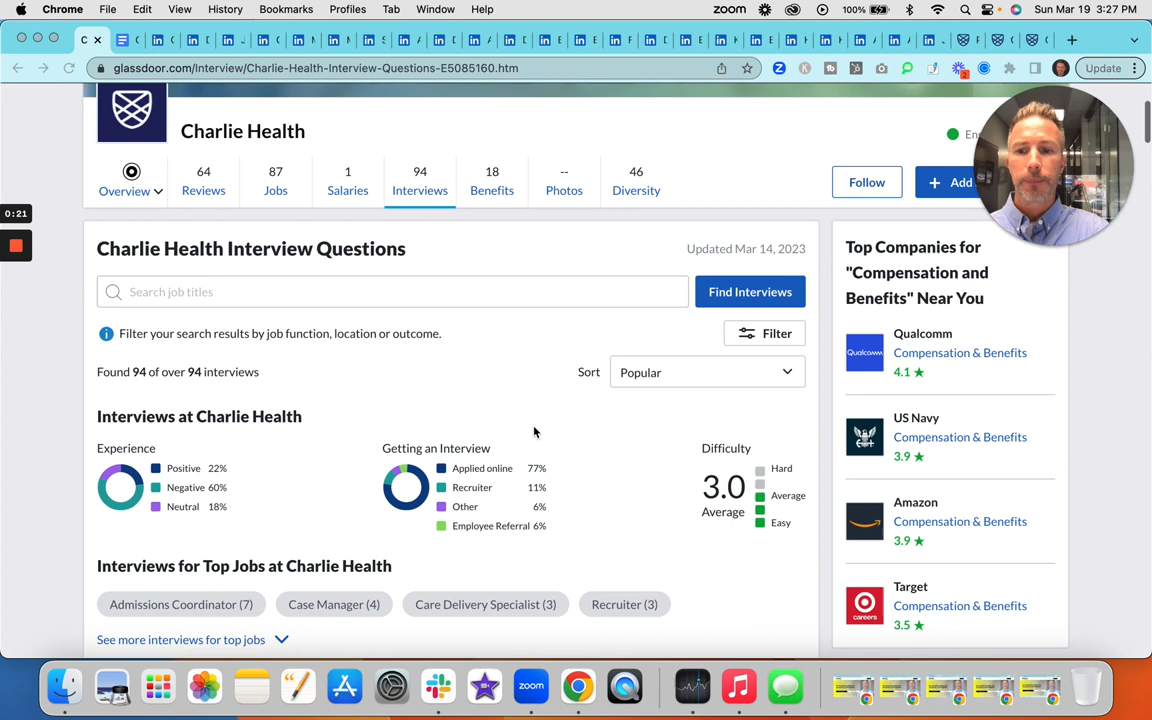 Chrome File Edit View History Bookmarks Profiles Tab Window Help zoom 100% Sun Mar 19 3:27 PM
glassdoor.com/Interview/Charlie-Health-Interview-Questions-E5085160.htm 2 Update
Charlie Health
64 87 1 94 18 -- 46
Overview Reviews Jobs Salaries Interviews Benefits Photos Diversity
Follow + Add
0:21
Charlie Health Interview Questions Updated Mar 14, 2023
Search job titles Find Interviews
Filter your search results by job function, location or outcome. Filter
Found 94 of over 94 interviews Sort Popular
Interviews at Charlie Health
Experience Getting an Interview Difficulty
Positive 22% Applied online 77% Hard
Negative 60% Recruiter 11% 3.0 Average
Neutral 18% Other 6% Average
Employee Referral 6% Easy
Interviews for Top Jobs at Charlie Health
Admissions Coordinator (7) Case Manager (4) Care Delivery Specialist (3) Recruiter (3)
See more interviews for top jobs
Top Companies for
"Compensation and
Benefits" Near You
Qualcomm
Qualcomm Compensation & Benefits
4.1 ★
US Navy
Compensation & Benefits
3.9 ★
Amazon
Compensation & Benefits
3.9 ★
Target
Compensation & Benefits
careers 3.5 ★
zoom